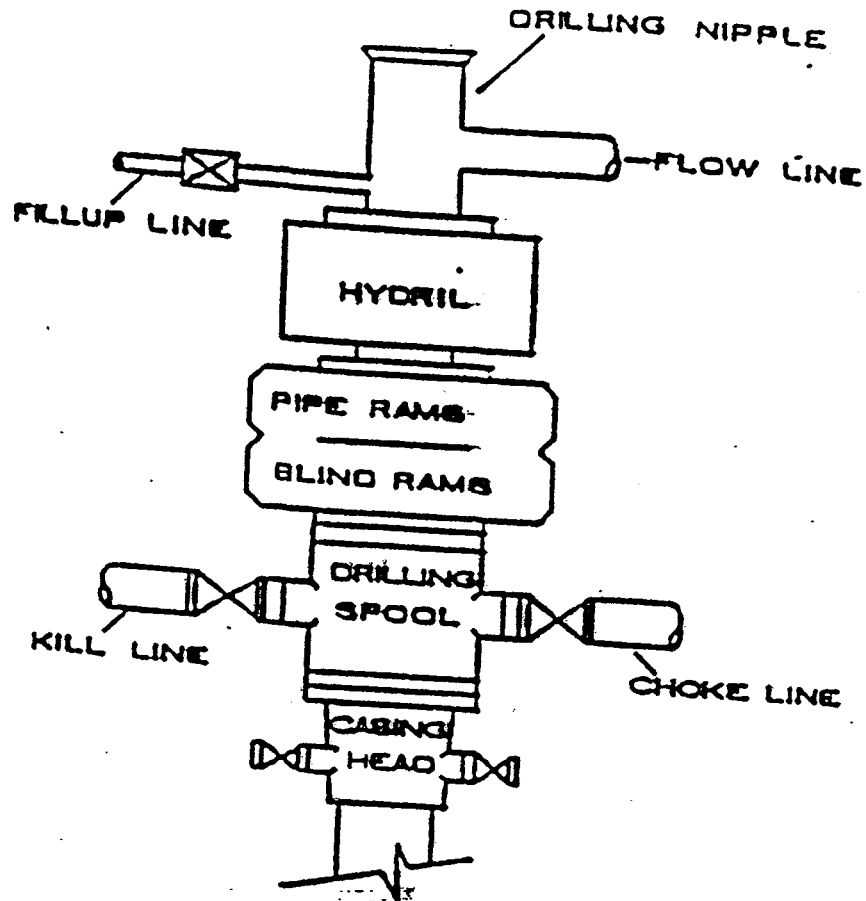 DRILLING NIPPLE
FLOW LINE
FILLUP LINE
HYDRIL
PIPE RAMS
BLIND RAMS
DRILLING
SPOOL
KILL LINE
CHOKE LINE
CASING
HEAD